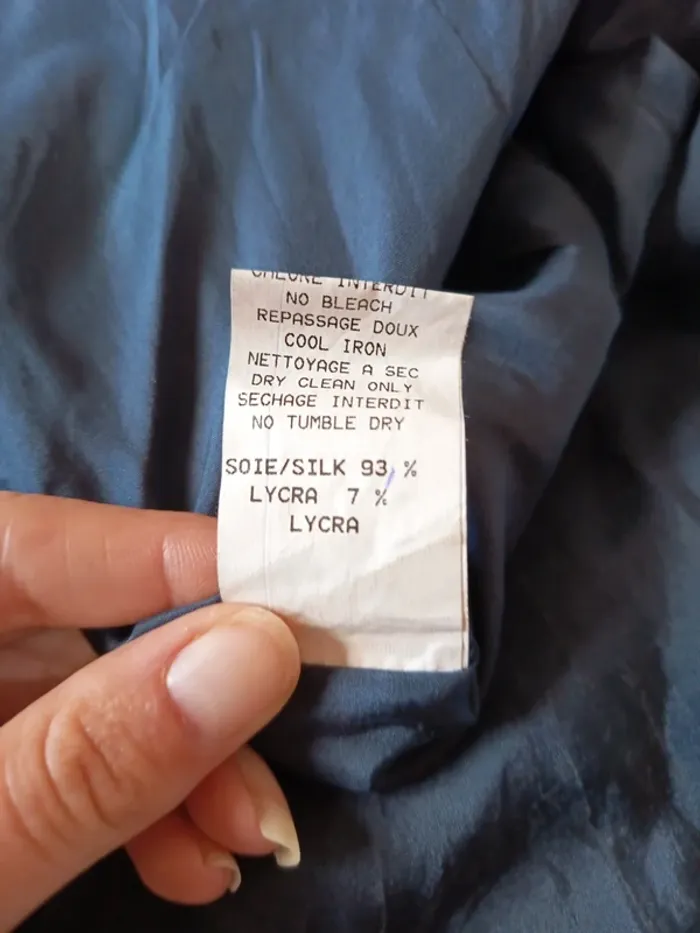 INTERDIT
NO BLEACH
REPASSAGE DOUX
COOL IRON
NETTOYAGE A SEC
DRY CLEAN ONLY
SECHAGE INTERDIT
NO TUMBLE DRY
SOIE/SILK 93 %
LYCRA 7 %
LYCRA